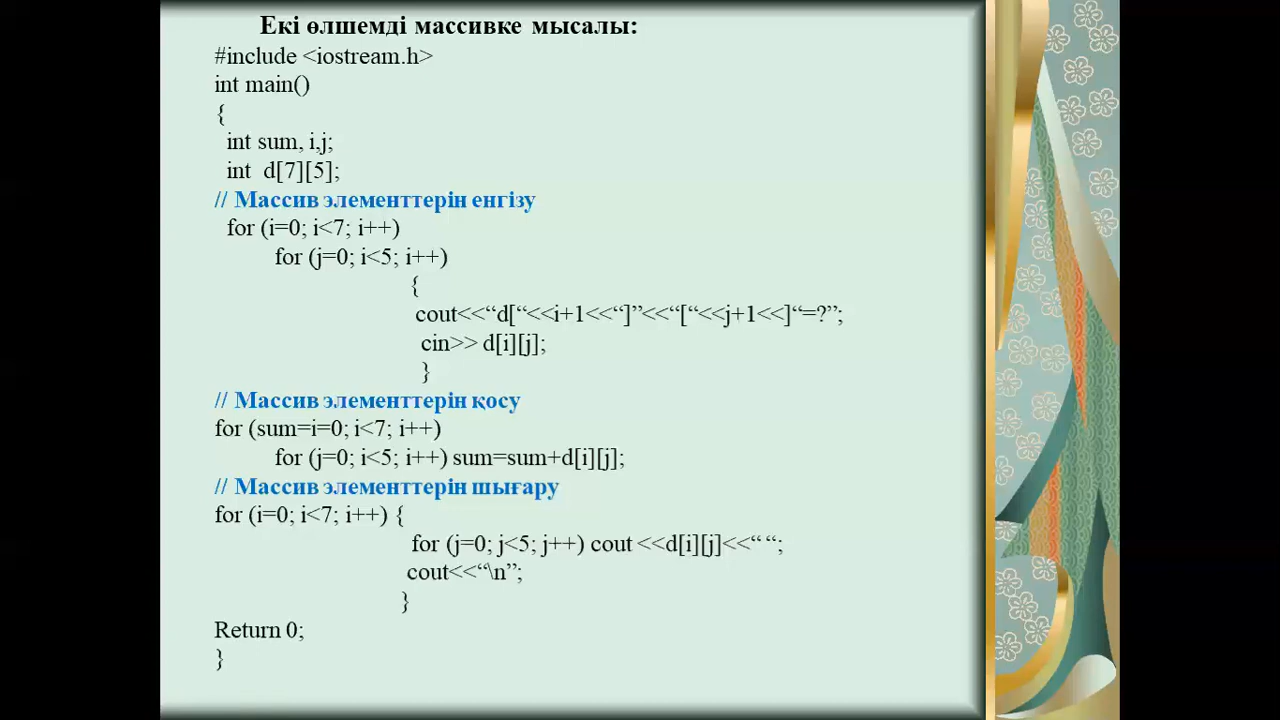 Екі өлшемді массивке мысалы:
#include <iostream.h>
int main()
{
int sum, i,j;
int d[7][5];
// Массив элементтерін енгізу
for (i=0; i<7; i++)
for (j=0; i<5; i++)
{
cout<<“d[“<<i+1<<“]”<<“[“<<j+1<<]“=?”;
cin>> d[i][j];
}
// Массив элементтерін қосу
for (sum=i=0; i<7; i++)
for (j=0; i<5; i++) sum=sum+d[i][j];
// Массив элементтерін шығару
for (i=0; i<7; i++) {
for (j=0; j<5; j++) cout <<d[i][j]<<“ “;
cout<<“\n”;
}
Return 0;
}